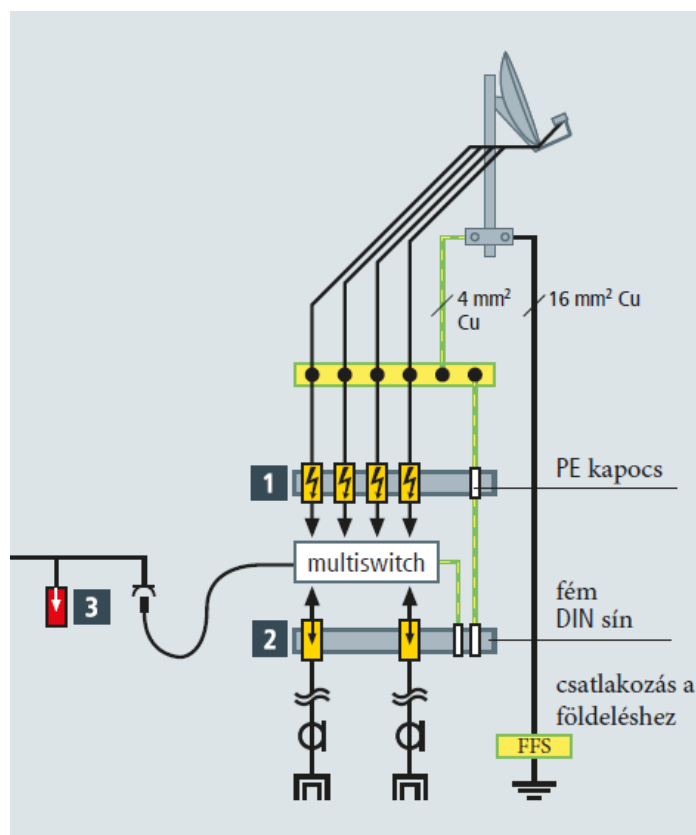 4 mm²
Cu
16 mm² Cu
1
PE kapocs
multiswitch
3
fém
DIN sín
2
csatlakozás a
földeléshez
FFS